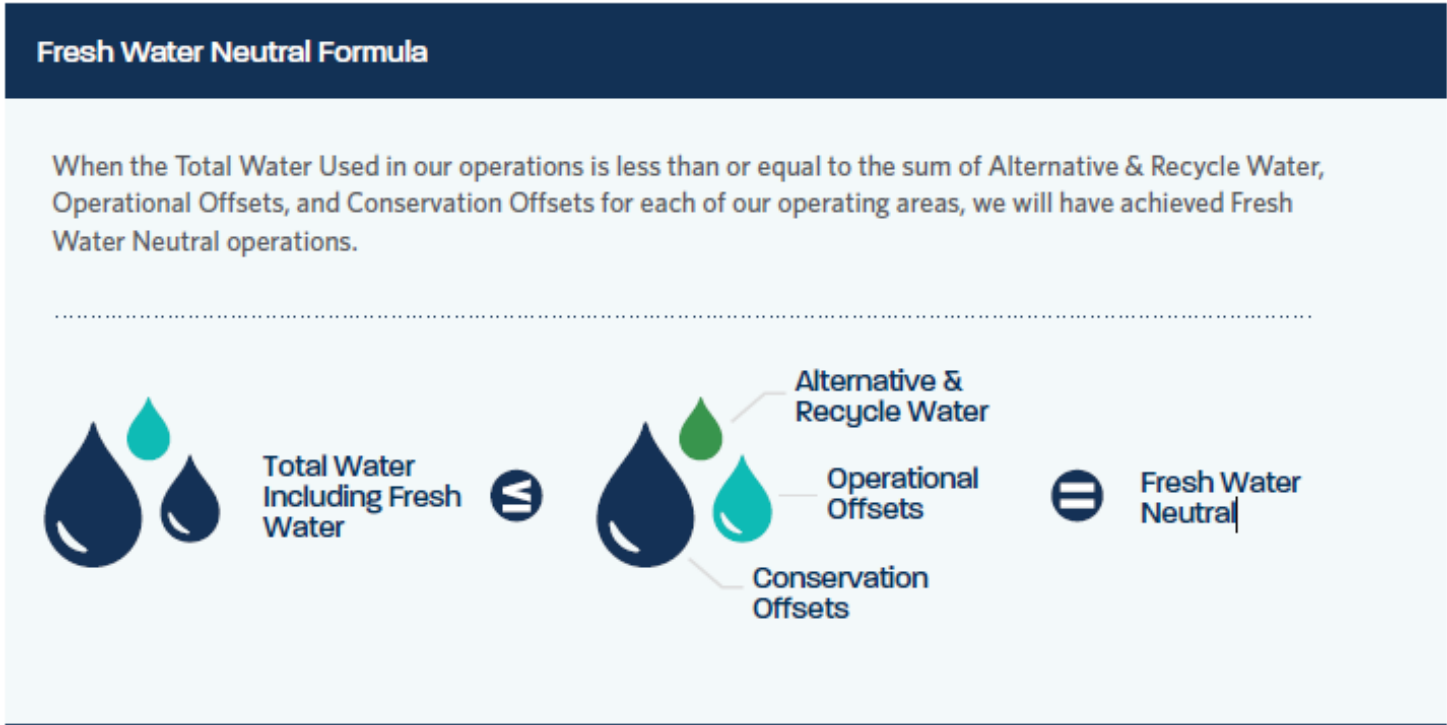 Fresh Water Neutral Formula
When the Total Water Used in our operations is less than or equal to the sum of Alternative & Recycle Water,
Operational Offsets, and Conservation Offsets for each of our operating areas, we will have achieved Fresh
Water Neutral operations.
Total Water
Including Fresh
Water
≤
Alternative &
Recycle Water
Operational
Offsets
Conservation
Offsets
=
Fresh Water
Neutral